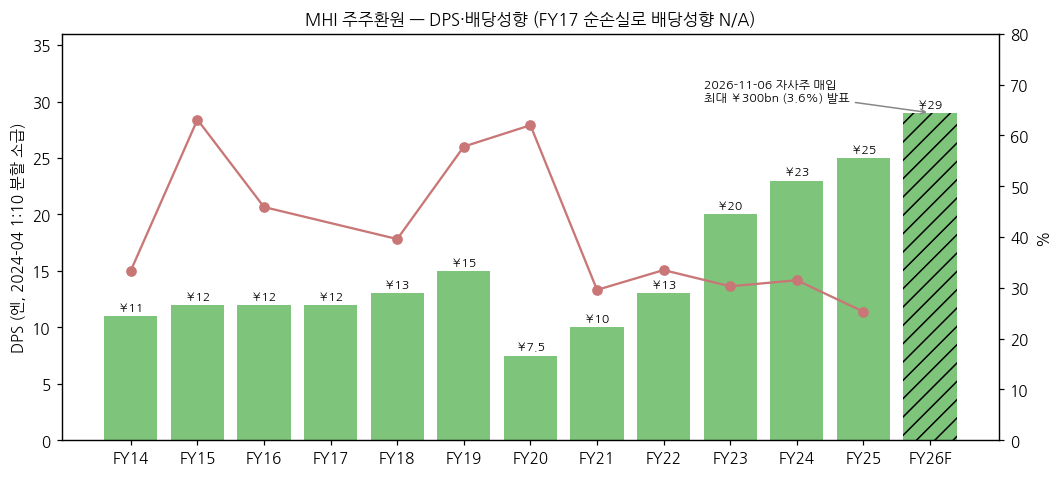 MHI 주주환원 — DPS·배당성향 (FY17 순손실로 배당성향 N/A)
DPS (엔, 2024-04 1:10 분할 소급)
35
30
25
20
15
10
5
0
80
70
60
50
40
30
20
10
0
%
2026-11-06 자사주 매입
최대 ¥300bn (3.6%) 발표
¥11
¥12
¥12
¥12
¥13
¥15
¥7.5
¥10
¥13
¥20
¥23
¥25
¥29
FY14
FY15
FY16
FY17
FY18
FY19
FY20
FY21
FY22
FY23
FY24
FY25
FY26F